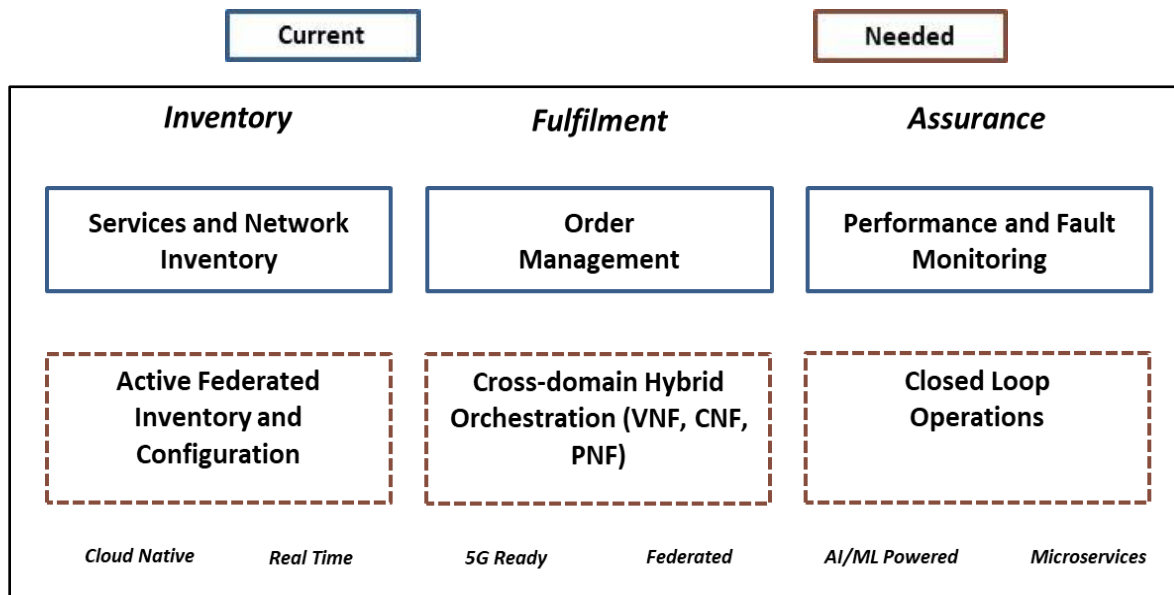 Current
Needed
Inventory
Fulfilment
Assurance
Services and Network
Inventory
Order
Management
Performance and Fault
Monitoring
Active Federated
Inventory and
Configuration
Cross-domain Hybrid
Orchestration (VNF, CNF,
PNF)
Closed Loop
Operations
Cloud Native
Real Time
5G Ready
Federated
AI/ML Powered
Microservices